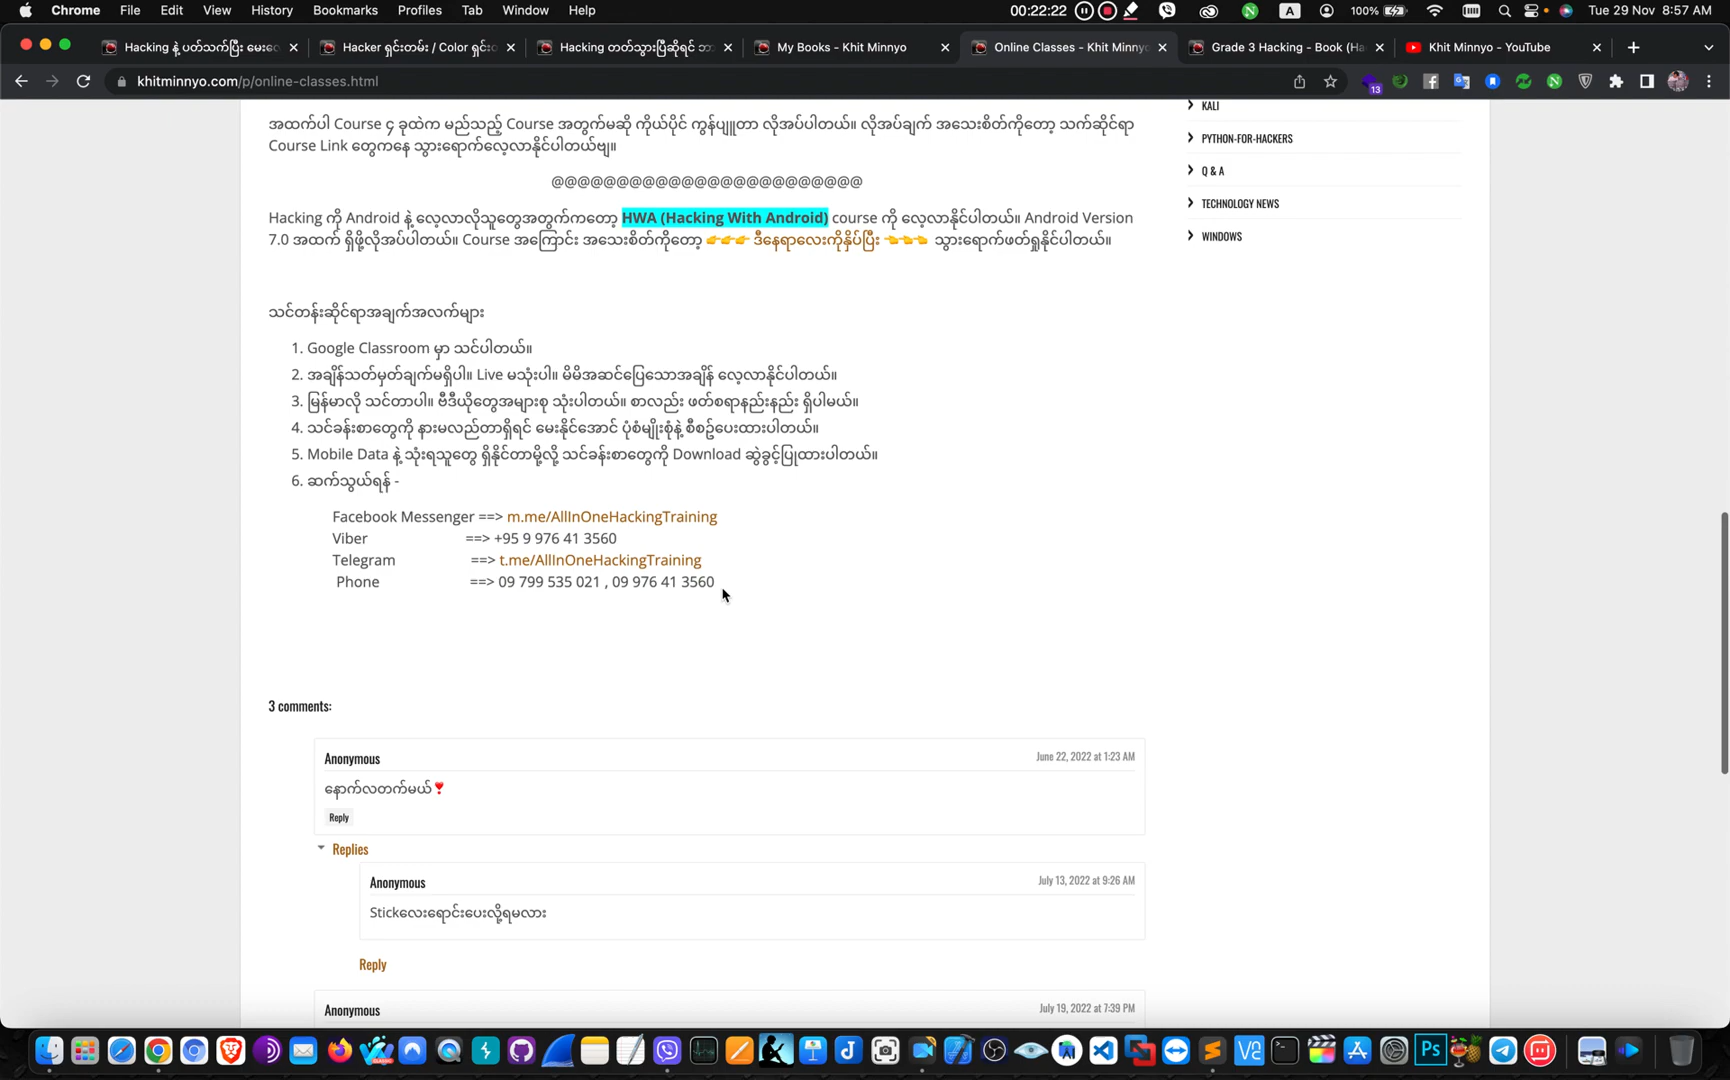 Chrome File Edit View History Bookmarks Profiles Tab Window Help 00:22:22 A 100% Tue 29 Nov 8:57 AM
Hacking နဲ့ ပတ်သက်ပြီး မေးလေ Hacker ရှင်းတမ်း / Color ရှင်းင Hacking တတ်သွားပြီဆိုရင် ဘာ My Books - Khit Minnyo Online Classes - Khit Minnyo Grade 3 Hacking - Book (Ha Khit Minnyo - YouTube
khitminnyo.com/p/online-classes.html
13
အထက်ပါ Course ၄ ခုထဲက မည်သည့် Course အတွက်မဆို ကိုယ်ပိုင် ကွန်ပျူတာ လိုအပ်ပါတယ်။ လိုအပ်ချက် အသေးစိတ်ကိုတော့ သက်ဆိုင်ရာ
Course Link တွေကနေ သွားရောက်လေ့လာနိုင်ပါတယ်ဗျ။
@@@@@@@@@@@@@@@@@@@@@@@@
Hacking ကို Android နဲ့ လေ့လာလိုသူတွေအတွက်ကတော့ HWA (Hacking With Android) course ကို လေ့လာနိုင်ပါတယ်။ Android Version
7.0 အထက် ရှိဖို့လိုအပ်ပါတယ်။ Course အကြောင်း အသေးစိတ်ကိုတော့ 👉👉👉 ဒီနေရာလေးကိုနှိပ်ပြီး 👈👈👈 သွားရောက်ဖတ်ရှုနိုင်ပါတယ်။
သင်တန်းဆိုင်ရာအချက်အလက်များ
1. Google Classroom မှာ သင်ပါတယ်။
2. အချိန်သတ်မှတ်ချက်မရှိပါ။ Live မသုံးပါ။ မိမိအဆင်ပြေသောအချိန် လေ့လာနိုင်ပါတယ်။
3. မြန်မာလို သင်တာပါ။ ဗီဒီယိုတွေအများစု သုံးပါတယ်။ စာလည်း ဖတ်စရာနည်းနည်း ရှိပါမယ်။
4. သင်ခန်းစာတွေကို နားမလည်တာရှိရင် မေးနိုင်အောင် ပုံစံမျိုးစုံနဲ့ စီစဥ်ပေးထားပါတယ်။
5. Mobile Data နဲ့ သုံးရသူတွေ ရှိနိုင်တာမို့လို့ သင်ခန်းစာတွေကို Download ဆွဲခွင့်ပြုထားပါတယ်။
6. ဆက်သွယ်ရန် -
Facebook Messenger ==> m.me/AllInOneHackingTraining
Viber ==> +95 9 976 41 3560
Telegram ==> t.me/AllInOneHackingTraining
Phone ==> 09 799 535 021 , 09 976 41 3560
KALI
PYTHON-FOR-HACKERS
Q & A
TECHNOLOGY NEWS
WINDOWS
3 comments:
Anonymous June 22, 2022 at 1:23 AM
နောက်လတက်မယ်❣️
Reply
Replies
Anonymous July 13, 2022 at 9:26 AM
Stickလေးရောင်းပေးလို့ရမလား
Reply
Anonymous July 19, 2022 at 7:39 PM
Ps